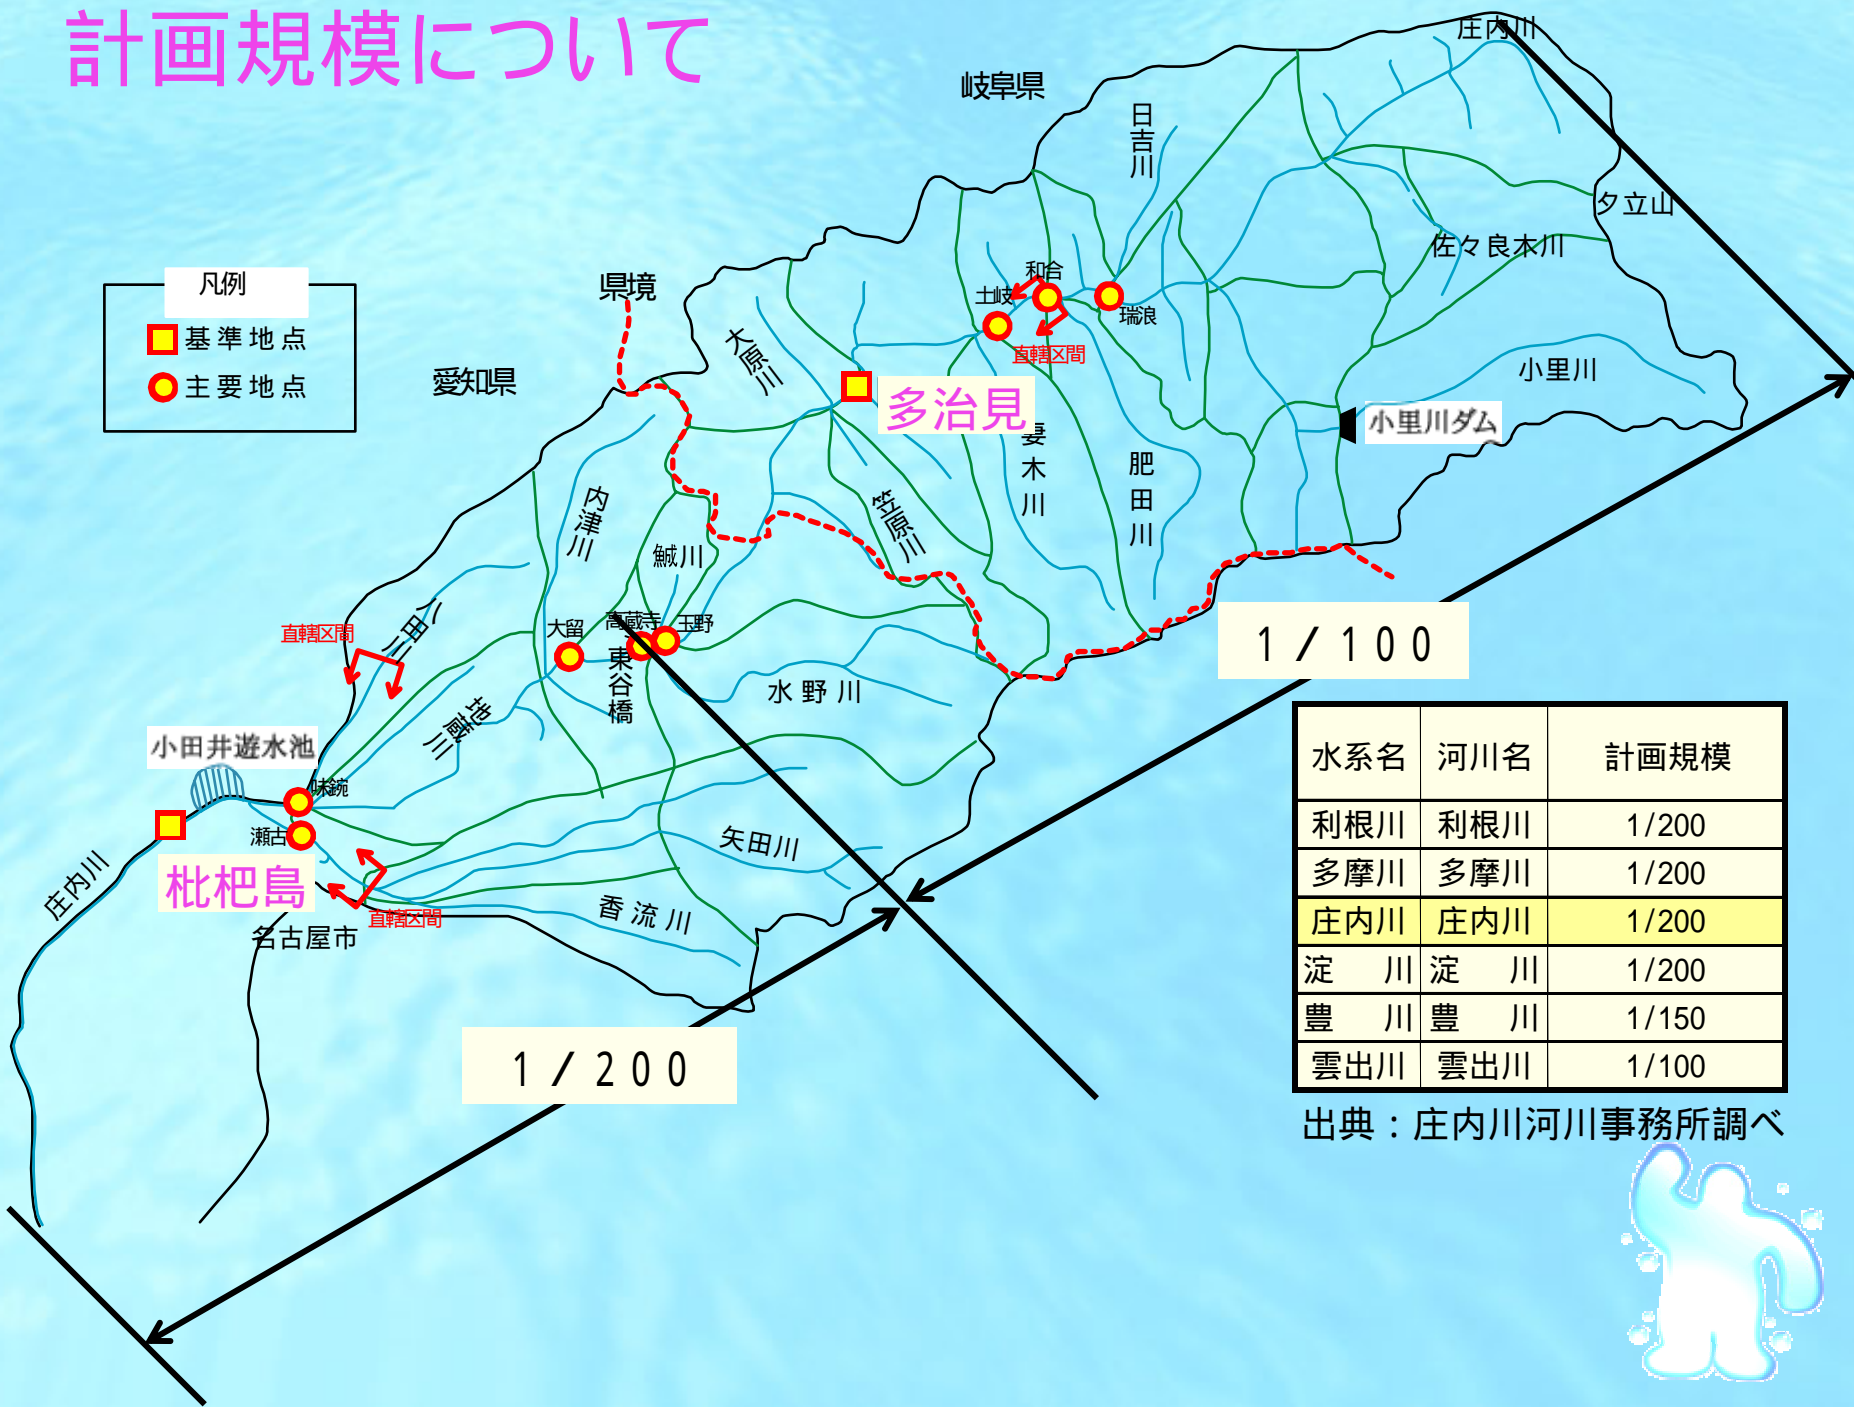 計画規模について
庄内川
岐阜県
日吉川
夕立山
佐々良木川
県境
和合
土岐
瑞浪
凡例
基準地点
主要地点
愛知県
大原川
直轄区間
小里川
多治見
小里川ダム
妻木川
肥田川
内津川
笠原川
鯎川
八田川
直轄区間
大留
高蔵寺
玉野
東谷橋
水野川
1/100
地蔵川
小田井遊水池
味鋺
瀬古
矢田川
枇杷島
庄内川
香流川
直轄区間
名古屋市
1/200
水系名 河川名 計画規模
利根川 利根川 1/200
多摩川 多摩川 1/200
庄内川 庄内川 1/200
淀　川 淀　川 1/200
豊　川 豊　川 1/150
雲出川 雲出川 1/100
出典：庄内川河川事務所調べ